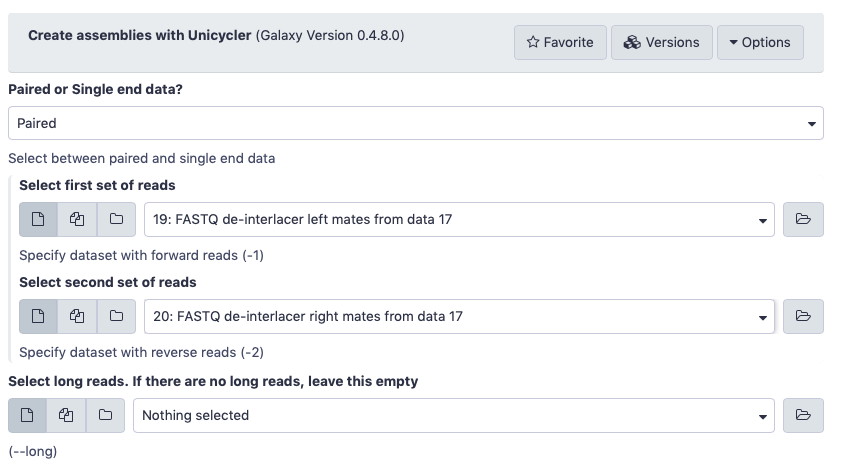 Create assemblies with Unicycler (Galaxy Version 0.4.8.0)
Favorite
Versions
Options
Paired or Single end data?
Paired
Select between paired and single end data
Select first set of reads
19: FASTQ de-interlacer left mates from data 17
Specify dataset with forward reads (-1)
Select second set of reads
20: FASTQ de-interlacer right mates from data 17
Specify dataset with reverse reads (-2)
Select long reads. If there are no long reads, leave this empty
Nothing selected
(--long)